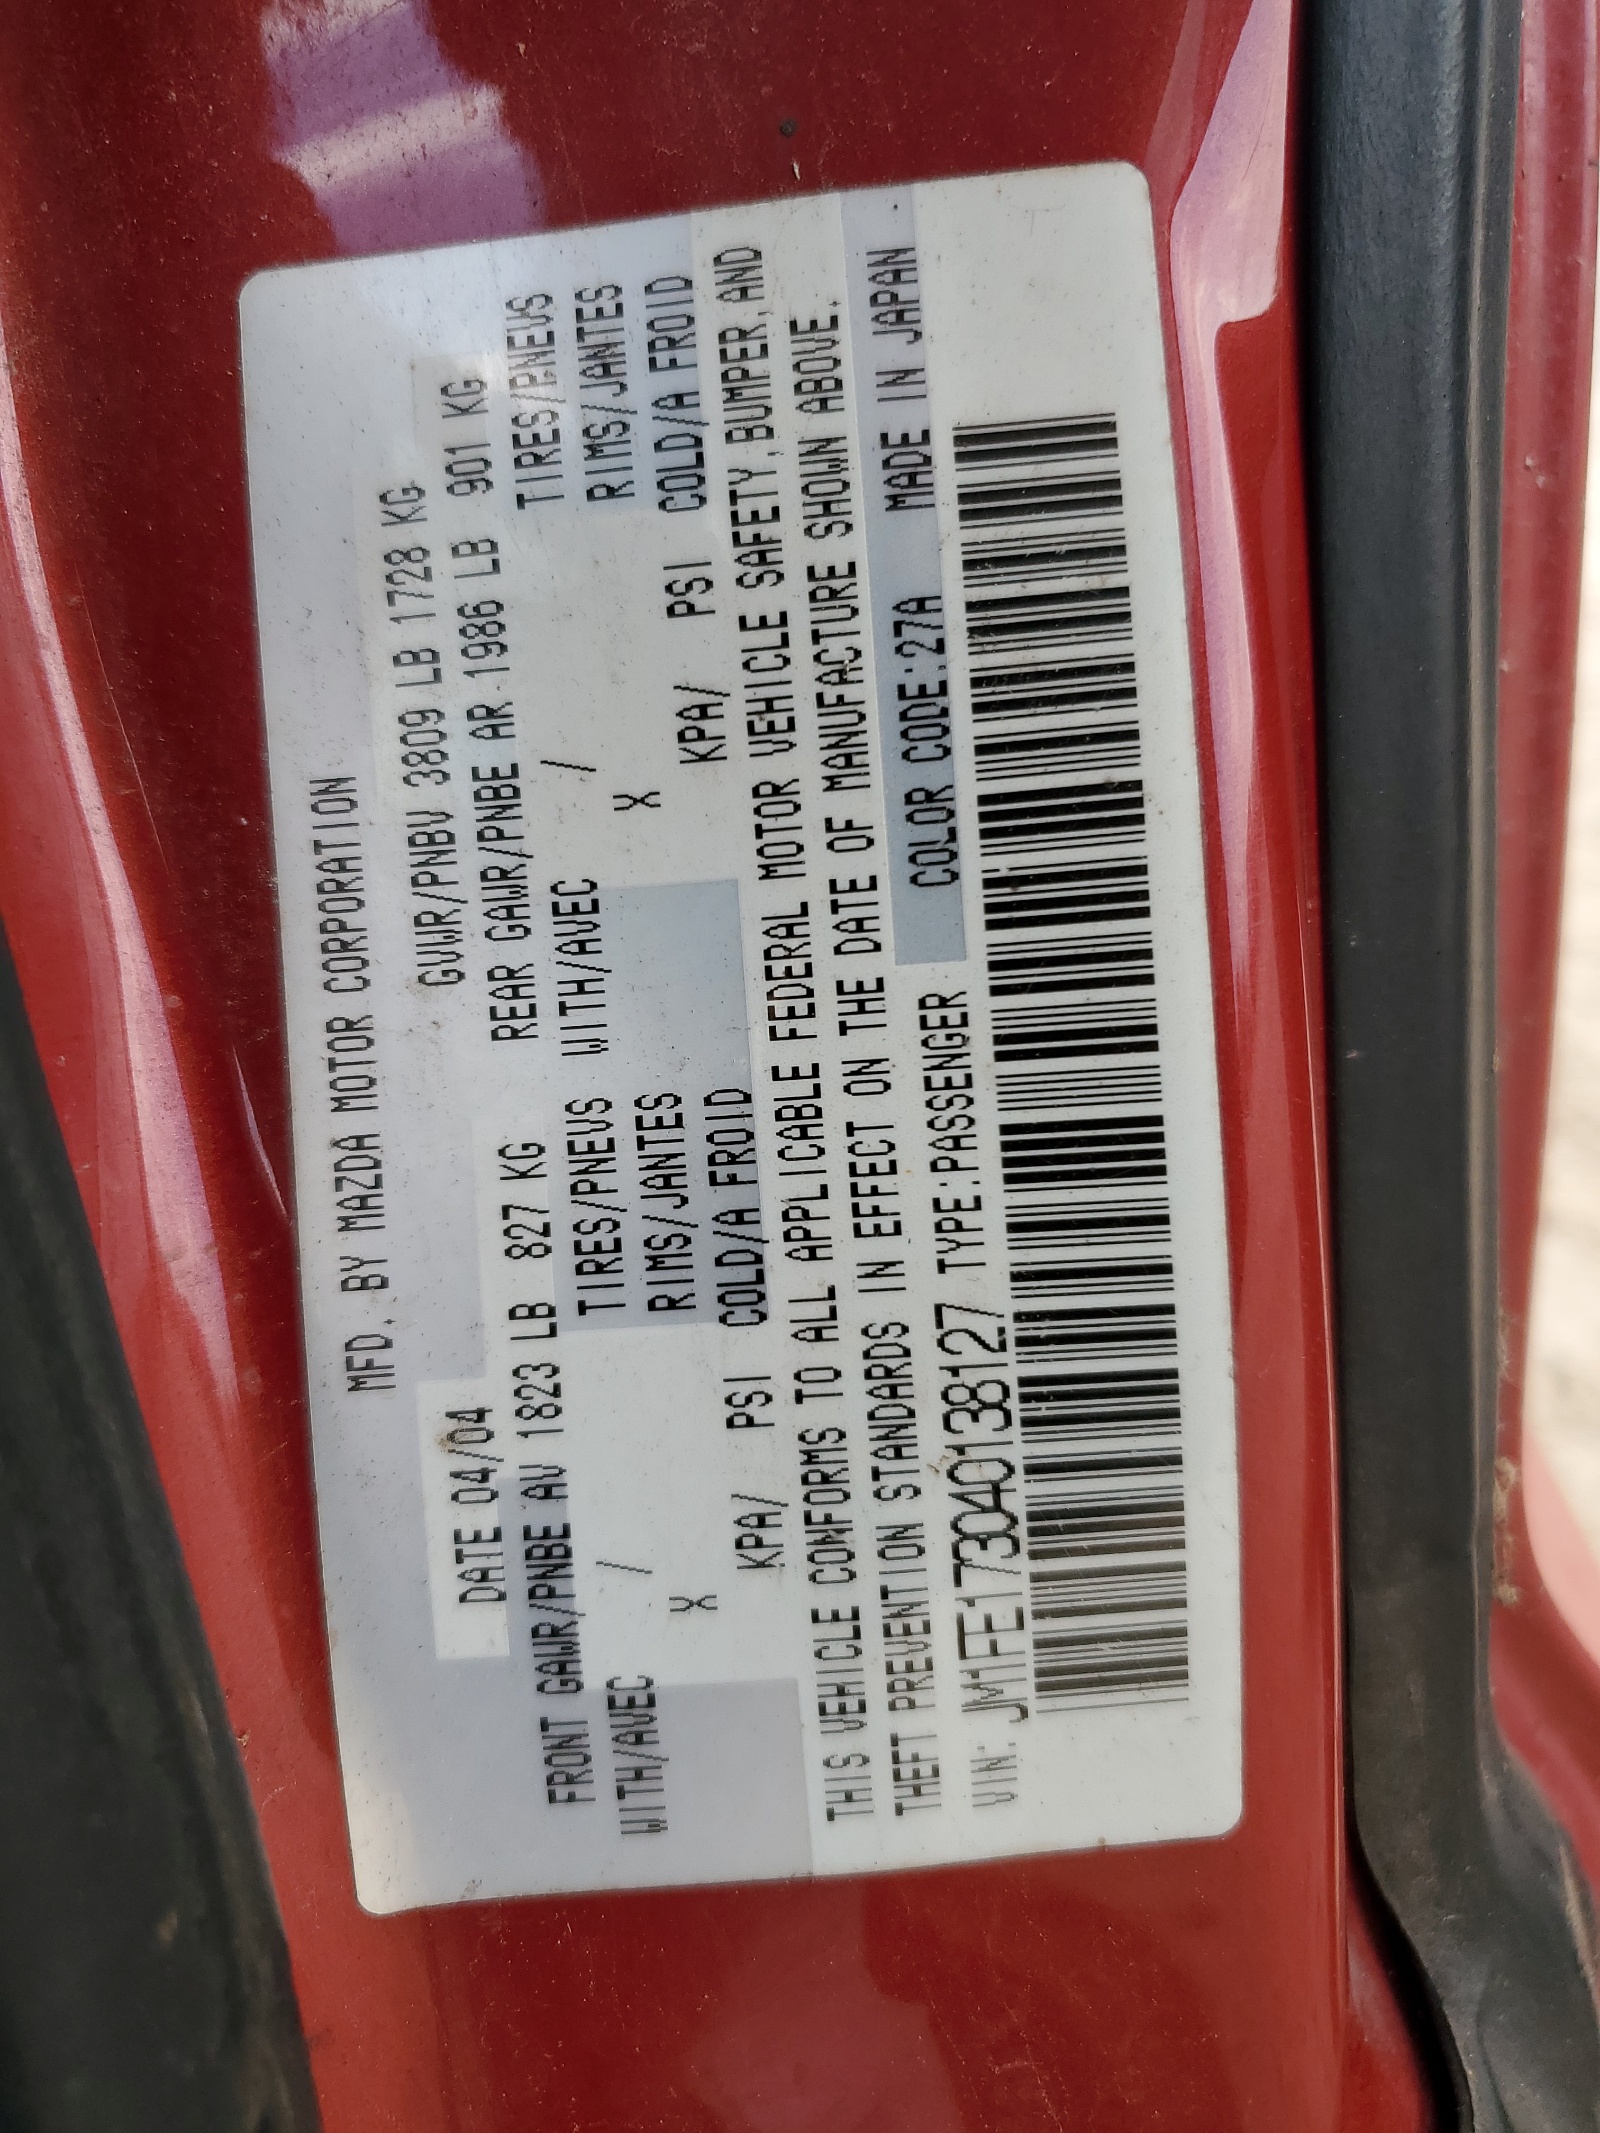 MFD. BY MAZDA MOTOR CORPORATION
DATE 04/04 GVWR/PNBV 3809 LB 1728 KG
FRONT GAWR/PNBE AV 1823 LB 827 KG REAR GAWR/PNBE AR 1986 LB 901 KG
WITH/AVEC / TIRES/PNEUS WITH/AVEC / TIRES/PNEUS
X RIMS/JANTES X RIMS/JANTES
KPA/ PSI COLD/A FROID KPA/ PSI COLD/A FROID
THIS VEHICLE CONFORMS TO ALL APPLICABLE FEDERAL MOTOR VEHICLE SAFETY,BUMPER,AND
THEFT PREVENTION STANDARDS IN EFFECT ON THE DATE OF MANUFACTURE SHOWN ABOVE.
VIN: JM1FE173040138127 TYPE:PASSENGER COLOR CODE:27A MADE IN JAPAN